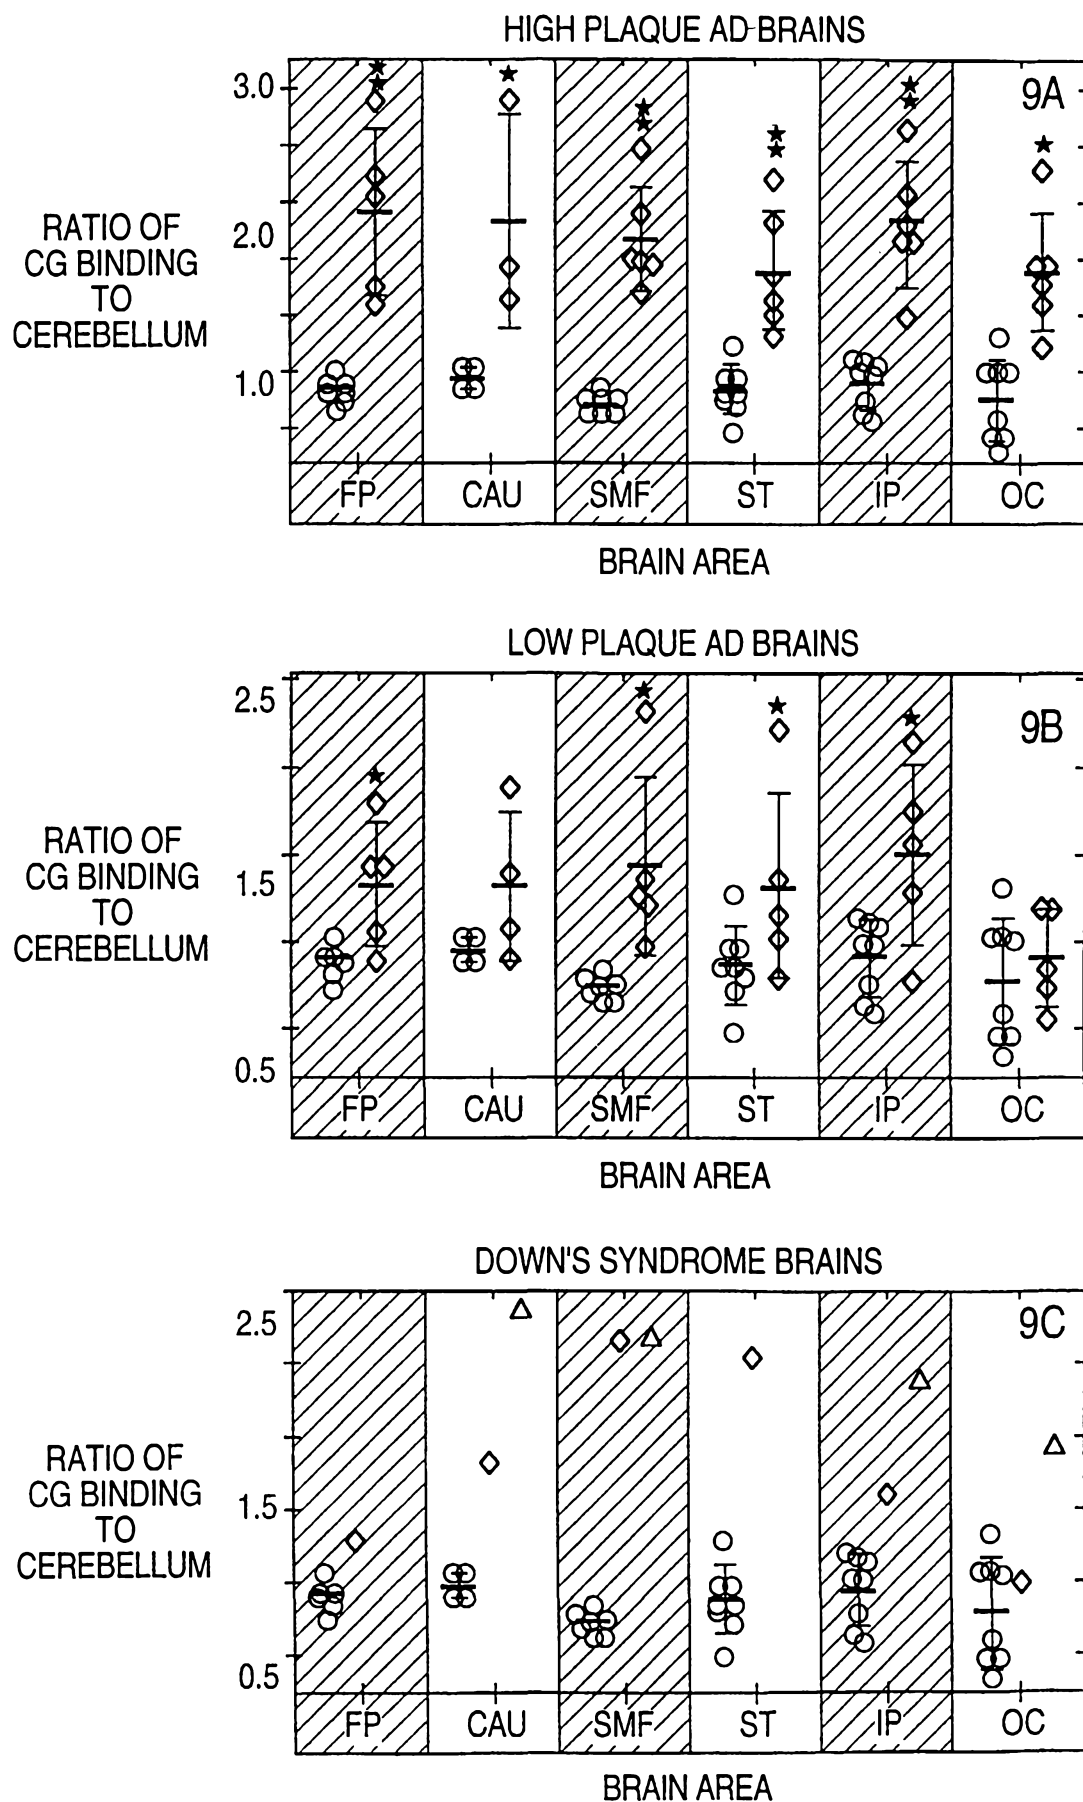 HIGH PLAQUE AD BRAINS
9A
3.0
2.0
1.0
RATIO OF
CG BINDING
TO
CEREBELLUM
FP CAU SMF ST IP OC
BRAIN AREA
LOW PLAQUE AD BRAINS
9B
2.5
1.5
0.5
RATIO OF
CG BINDING
TO
CEREBELLUM
FP CAU SMF ST IP OC
BRAIN AREA
DOWN'S SYNDROME BRAINS
9C
2.5
1.5
0.5
RATIO OF
CG BINDING
TO
CEREBELLUM
FP CAU SMF ST IP OC
BRAIN AREA